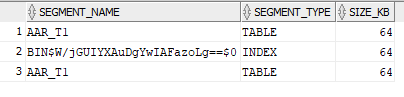 SEGMENT_NAME SEGMENT_TYPE SIZE_KB
1 AAR_T1 TABLE 64
2 BIN$W/jGUIYXAuDgYwIAFazoLg==$0 INDEX 64
3 AAR_T1 TABLE 64